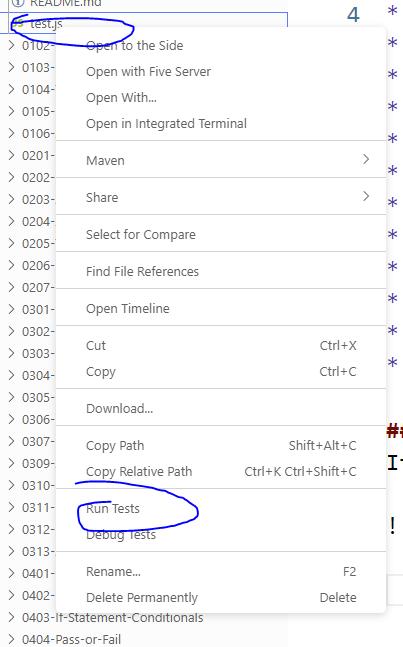 README.md
4
JS test.js
*
0102-
Open to the Side
*
0103-
Open with Five Server
*
Open With...
*
0105-
Open in Integrated Terminal
*
0106-
*
0201-
Maven
*
0202-
*
0203-
Share
*
0204-
*
0205-
Select for Compare
*
0206-
*
0207-
Find File References
*
0301-
Open Timeline
*
0302-
*
0303-
Cut Ctrl+X
*
0304-
Copy Ctrl+C
0305-
0306-
Download...
##
0307-
Copy Path Shift+Alt+C
0309-
Copy Relative Path Ctrl+K Ctrl+Shift+C
0310-
0311-
Run Tests
!
0312-
Debug Tests
0313-
0401-
Rename... F2
0402-
Delete Permanently Delete
0403-If-Statement-Conditionals
0404-Pass-or-Fail